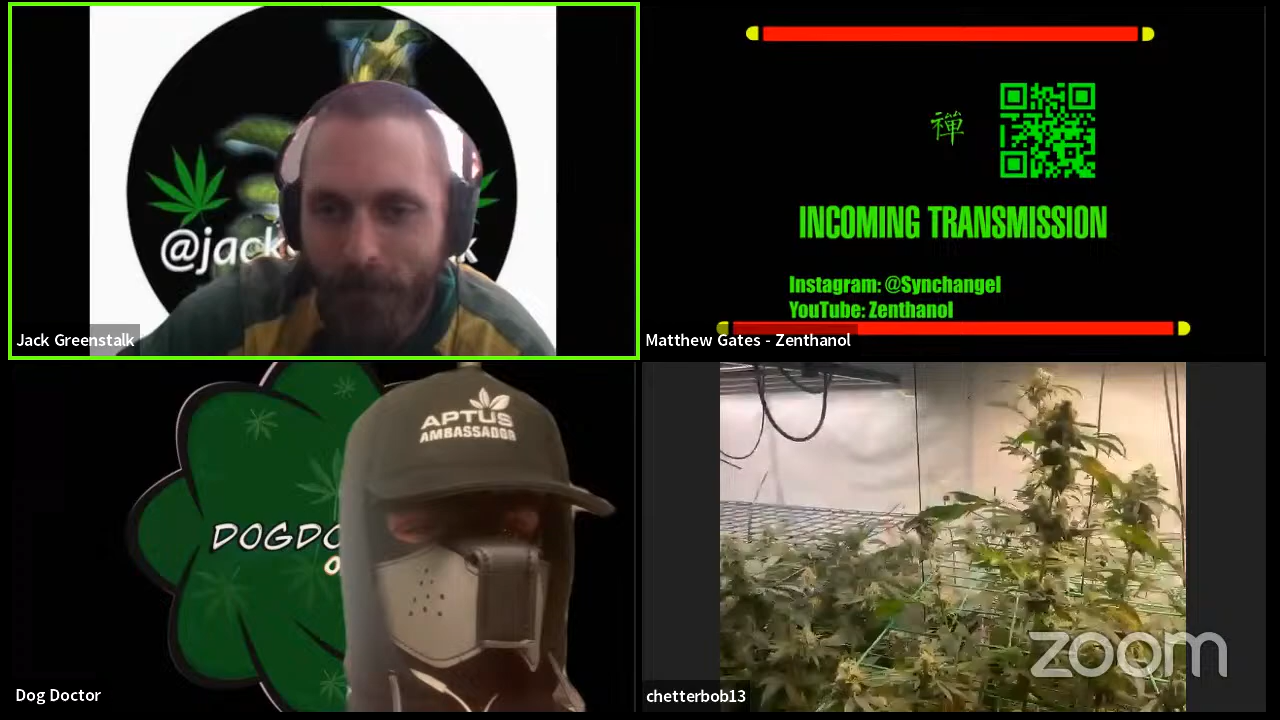 @jack
k
Jack Greenstalk
禅
INCOMING TRANSMISSION
Instagram: @Synchangel
YouTube: Zenthanol
Matthew Gates - Zenthanol
APTUS
AMBASSADOR
DOGDO
O
Dog Doctor
zoom
chetterbob13